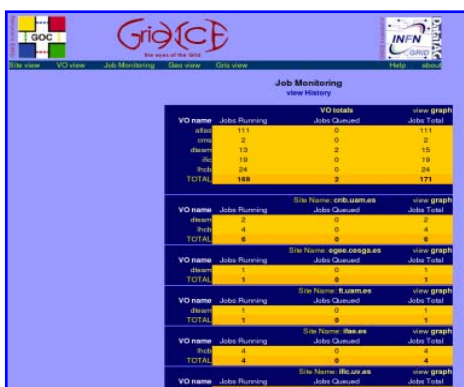 GOC
GridICE
the eyes of the Grid
INFN
GRID
DataTAG
Site view VO view Job Monitoring Geo view Gris view Help about
Job Monitoring
view History
VO totals view graph
VO name Jobs Running Jobs Queued Jobs Total
atlas 111 0 111
cms 2 0 2
dteam 13 2 15
ific 19 0 19
lhcb 24 0 24
TOTAL 169 2 171
Site Name: cnb.uam.es view graph
VO name Jobs Running Jobs Queued Jobs Total
dteam 2 0 2
lhcb 4 0 4
TOTAL 6 0 6
Site Name: egee.cesga.es view graph
VO name Jobs Running Jobs Queued Jobs Total
dteam 1 0 1
TOTAL 1 0 1
Site Name: ft.uam.es view graph
VO name Jobs Running Jobs Queued Jobs Total
dteam 1 0 1
TOTAL 1 0 1
Site Name: ifae.es view graph
VO name Jobs Running Jobs Queued Jobs Total
lhcb 4 0 4
TOTAL 4 0 4
Site Name: ific.uv.es view graph
VO name Jobs Running Jobs Queued Jobs Total